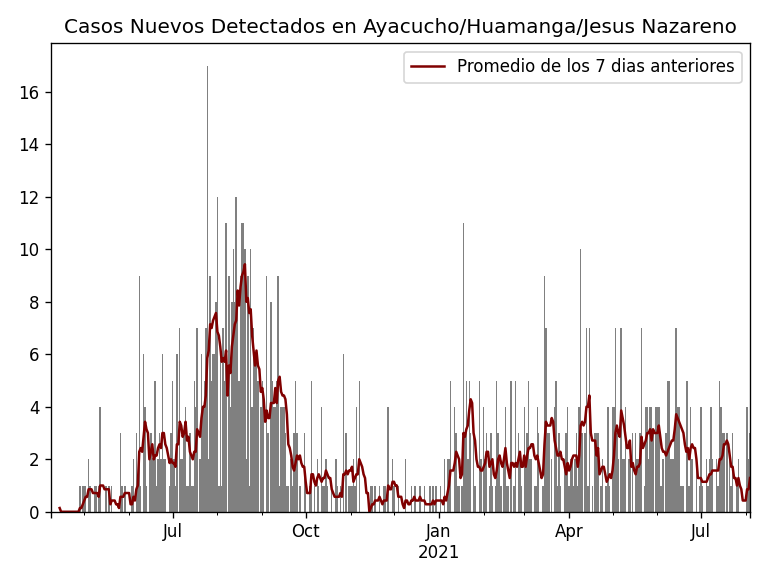 Casos Nuevos Detectados en Ayacucho/Huamanga/Jesus Nazareno
Promedio de los 7 dias anteriores
16
14
12
10
8
6
4
2
0
Jul
Oct
Jan
2021
Apr
Jul